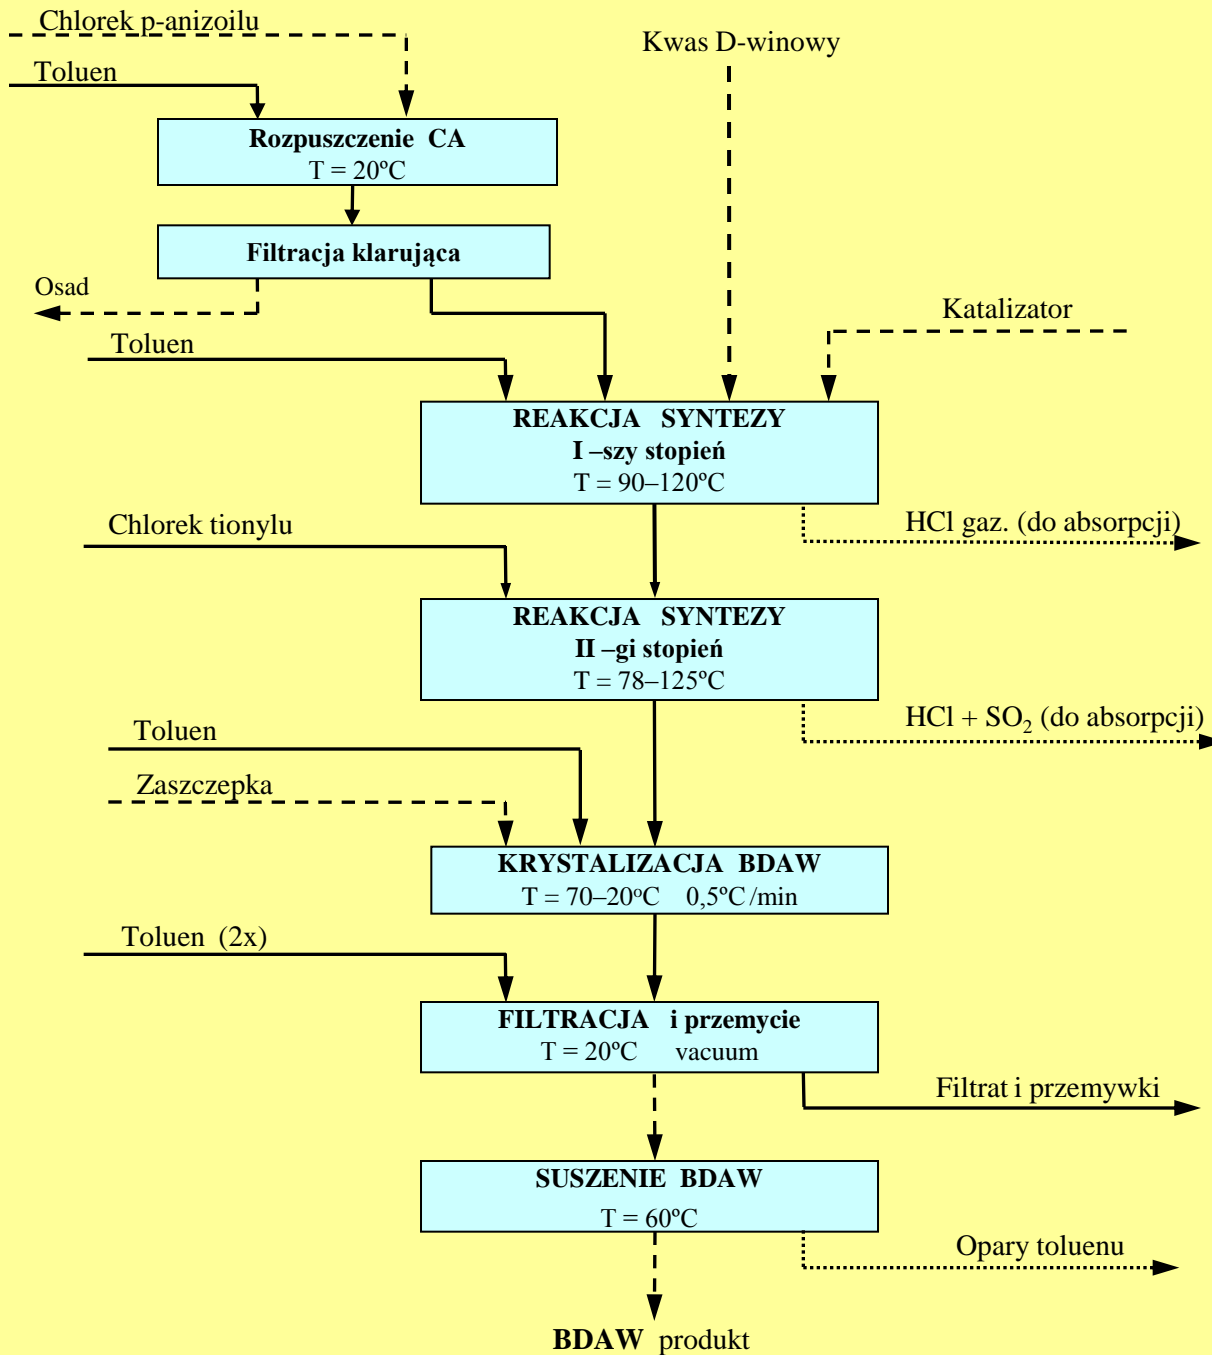 Chlorek p-anizoilu
Kwas D-winowy
Toluen
Rozpuszczenie CA
T = 20ºC
Filtracja klarująca
Osad
Katalizator
Toluen
REAKCJA SYNTEZY
I –szy stopień
T = 90–120ºC
HCl gaz. (do absorpcji)
Chlorek tionylu
REAKCJA SYNTEZY
II –gi stopień
T = 78–125ºC
HCl + SO₂ (do absorpcji)
Toluen
Zaszczepka
KRYSTALIZACJA BDAW
T = 70–20ºC 0,5ºC/min
Toluen (2x)
FILTRACJA i przemycie
T = 20ºC vacuum
Filtrat i przemywki
SUSZENIE BDAW
T = 60ºC
Opary toluenu
BDAW produkt